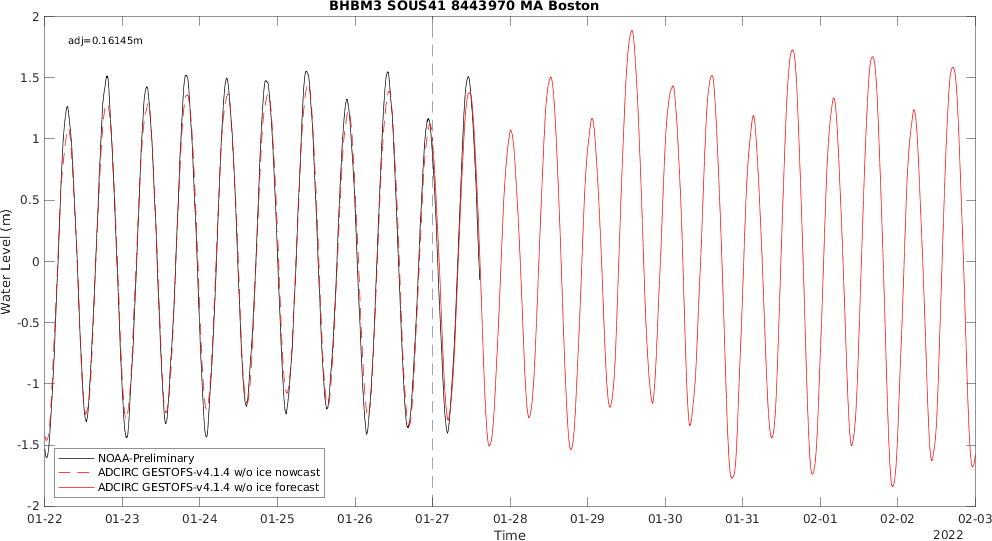 BHBM3 SOUS41 8443970 MA Boston
adj=0.16145m
Water Level (m)
2
1.5
1
0.5
0
-0.5
-1
-1.5
-2
NOAA-Preliminary
ADCIRC GESTOFS-v4.1.4 w/o ice nowcast
ADCIRC GESTOFS-v4.1.4 w/o ice forecast
01-22 01-23 01-24 01-25 01-26 01-27 01-28 01-29 01-30 01-31 02-01 02-02 02-03
Time
2022